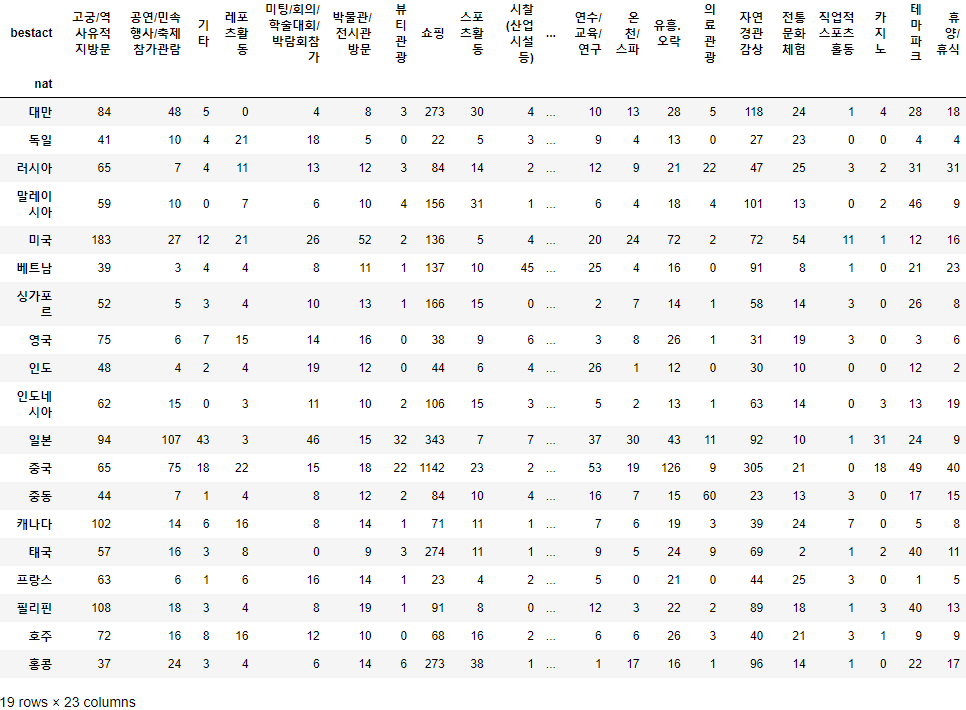 bestact
고궁/역
사유적
지방문
공연/민속
행사/축제
참가관람
기
타
레포
츠활
동
미팅/회의/
학술대회/
박람회참
가
박물관/
전시관
방문
뷰
티
관
광
쇼핑
스포
츠활
동
시찰
(산업
시설
등)
...
연수/
교육/
연구
온
천/
스파
유흥.
오락
의
료
관
광
자연
경관
감상
전통
문화
체험
직업적
스포츠
활동
카
지
노
테
마
파
크
휴
양/
휴식
nat
대만 84 48 5 0 4 8 3 273 30 4 ... 10 13 28 5 118 24 1 4 28 18
독일 41 10 4 21 18 5 0 22 5 3 ... 9 4 13 0 27 23 0 0 4 4
러시아 65 7 4 11 13 12 3 84 14 2 ... 12 9 21 22 47 25 3 2 31 31
말레이
시아
59 10 0 7 6 10 4 156 31 1 ... 6 4 18 4 101 13 0 2 46 9
미국 183 27 12 21 26 52 2 136 5 4 ... 20 24 72 2 72 54 11 1 12 16
베트남 39 3 4 4 8 11 1 137 10 45 ... 25 4 16 0 91 8 1 0 21 23
싱가포
르
52 5 3 4 10 13 1 166 15 0 ... 2 7 14 1 58 14 3 0 26 8
영국 75 6 7 15 14 16 0 38 9 6 ... 3 8 26 1 31 19 3 0 3 6
인도 48 4 2 4 19 12 0 44 6 4 ... 26 1 12 0 30 10 0 0 12 2
인도네
시아
62 15 0 3 11 10 2 106 15 3 ... 5 2 13 1 63 14 0 3 13 19
일본 94 107 43 3 46 15 32 343 7 7 ... 37 30 43 11 92 10 1 31 24 9
중국 65 75 18 22 15 18 22 1142 23 2 ... 53 19 126 9 305 21 0 18 49 40
중동 44 7 1 4 8 12 2 84 10 4 ... 16 7 15 60 23 13 3 0 17 15
캐나다 102 14 6 16 8 14 1 71 11 1 ... 7 6 19 3 39 24 7 0 5 8
태국 57 16 3 8 0 9 3 274 11 1 ... 9 5 24 9 69 2 1 2 40 11
프랑스 63 6 1 6 16 14 1 23 4 2 ... 5 0 21 0 44 25 3 0 1 5
필리핀 108 18 3 4 8 19 1 91 8 0 ... 12 3 22 2 89 18 1 3 40 13
호주 72 16 8 16 12 10 0 68 16 2 ... 6 6 26 3 40 21 3 1 9 9
홍콩 37 24 3 4 6 14 6 273 38 1 ... 1 17 16 1 96 14 1 0 22 17
19 rows × 23 columns